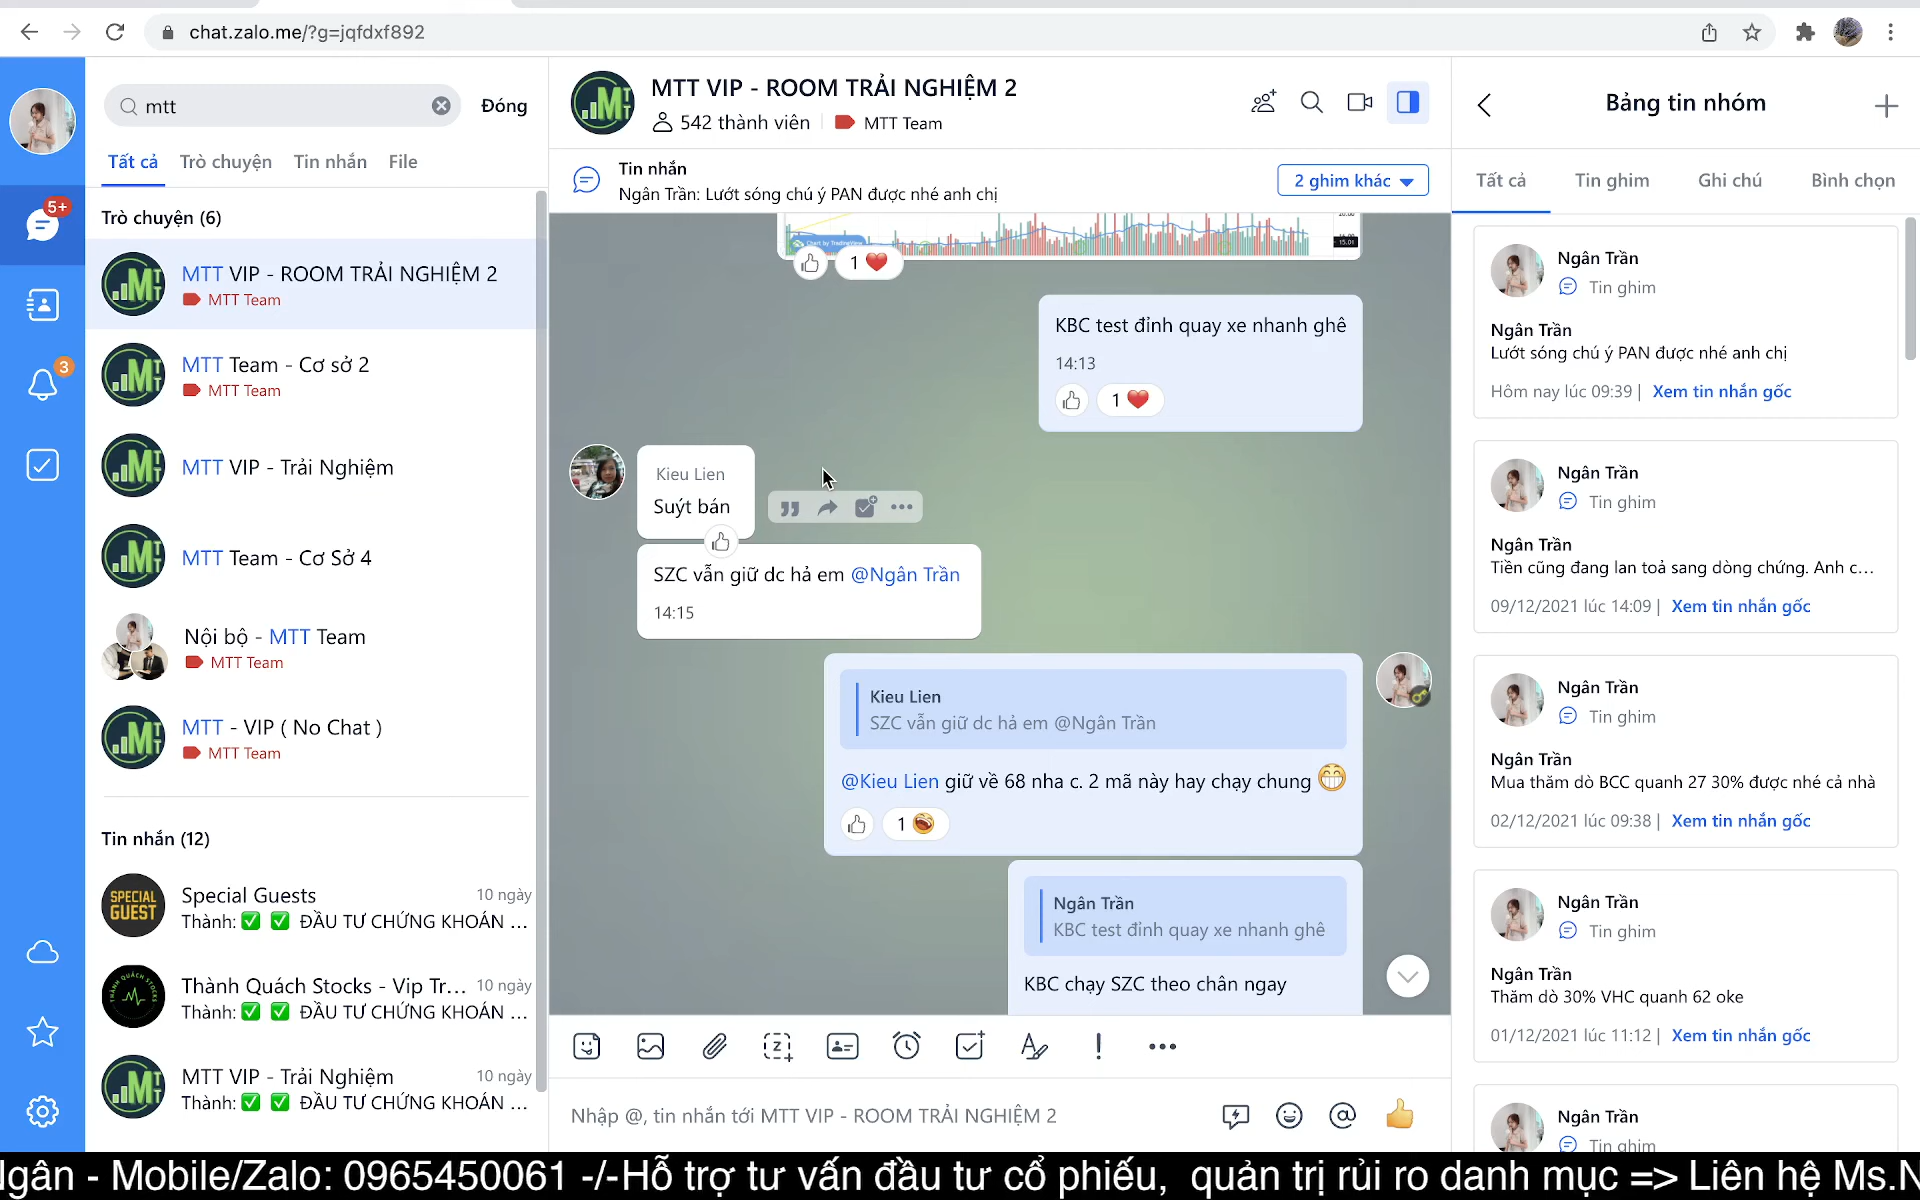 chat.zalo.me/?g=jqfdxf892
mtt
Đóng
Tất cả
Trò chuyện
Tin nhắn
File
5+
3
Trò chuyện (6)
MTT VIP - ROOM TRẢI NGHIỆM 2
MTT Team
MTT Team - Cơ sở 2
MTT Team
MTT VIP - Trải Nghiệm
MTT Team - Cơ Sở 4
Nội bộ - MTT Team
MTT Team
MTT - VIP ( No Chat )
MTT Team
Tin nhắn (12)
SPECIAL
GUEST
Special Guests
10 ngày
Thành: ✅ ✅ ĐẦU TƯ CHỨNG KHOÁN ...
THÀNH QUÁCH STOCKS
Thành Quách Stocks - Vip Tr...
10 ngày
Thành: ✅ ✅ ĐẦU TƯ CHỨNG KHOÁN ...
MTT VIP - Trải Nghiệm
10 ngày
Thành: ✅ ✅ ĐẦU TƯ CHỨNG KHOÁN ...
MTT VIP - ROOM TRẢI NGHIỆM 2
542 thành viên
MTT Team
Tin nhắn
Ngân Trần: Lướt sóng chú ý PAN được nhé anh chị
2 ghim khác
Chart by TradingView
15.01
1 ❤️
KBC test đỉnh quay xe nhanh ghê
14:13
1 ❤️
Kieu Lien
Suýt bán
SZC vẫn giữ dc hả em @Ngân Trần
14:15
Kieu Lien
SZC vẫn giữ dc hả em @Ngân Trần
@Kieu Lien giữ về 68 nha c. 2 mã này hay chạy chung 😁
1 🤣
Ngân Trần
KBC test đỉnh quay xe nhanh ghê
KBC chạy SZC theo chân ngay
Nhập @, tin nhắn tới MTT VIP - ROOM TRẢI NGHIỆM 2
Bảng tin nhóm
Tất cả
Tin ghim
Ghi chú
Bình chọn
Ngân Trần
Tin ghim
Ngân Trần
Lướt sóng chú ý PAN được nhé anh chị
Hôm nay lúc 09:39 | Xem tin nhắn gốc
Ngân Trần
Tin ghim
Ngân Trần
Tiền cũng đang lan toả sang dòng chứng. Anh c...
09/12/2021 lúc 14:09 | Xem tin nhắn gốc
Ngân Trần
Tin ghim
Ngân Trần
Mua thăm dò BCC quanh 27 30% được nhé cả nhà
02/12/2021 lúc 09:38 | Xem tin nhắn gốc
Ngân Trần
Tin ghim
Ngân Trần
Thăm dò 30% VHC quanh 62 oke
01/12/2021 lúc 11:12 | Xem tin nhắn gốc
Ngân Trần
Tin ghim
Ngân - Mobile/Zalo: 0965450061 -/-Hỗ trợ tư vấn đầu tư cổ phiếu, quản trị rủi ro danh mục => Liên hệ Ms.N